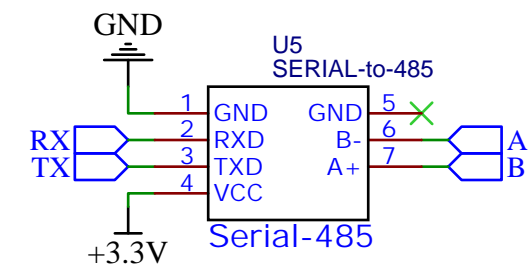 GND
U5
SERIAL-to-485
1 GND GND 5
RX 2 RXD B- 6 A
TX 3 TXD A+ 7 B
4 VCC
Serial-485
+3.3V